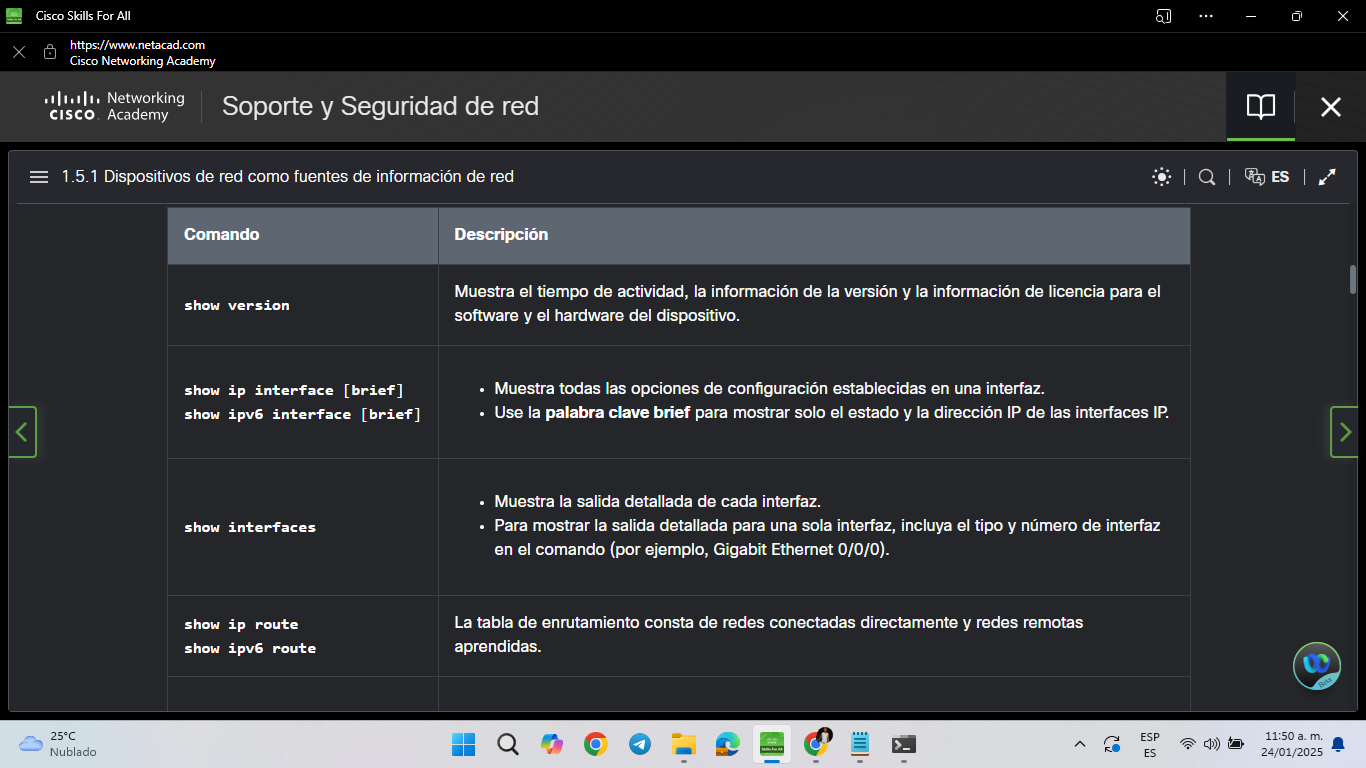 Cisco Skills For All
https://www.netacad.com
Cisco Networking Academy
CISCO
Networking
Academy
Soporte y Seguridad de red
1.5.1 Dispositivos de red como fuentes de información de red
ES
Comando
Descripción
show version
Muestra el tiempo de actividad, la información de la versión y la información de licencia para el
software y el hardware del dispositivo.
show ip interface [brief]
show ipv6 interface [brief]
• Muestra todas las opciones de configuración establecidas en una interfaz.
• Use la palabra clave brief para mostrar solo el estado y la dirección IP de las interfaces IP.
show interfaces
• Muestra la salida detallada de cada interfaz.
• Para mostrar la salida detallada para una sola interfaz, incluya el tipo y número de interfaz
en el comando (por ejemplo, Gigabit Ethernet 0/0/0).
show ip route
show ipv6 route
La tabla de enrutamiento consta de redes conectadas directamente y redes remotas
aprendidas.
Beta
25°C
Nublado
Skills For All
ESP
ES
11:50 a. m.
24/01/2025